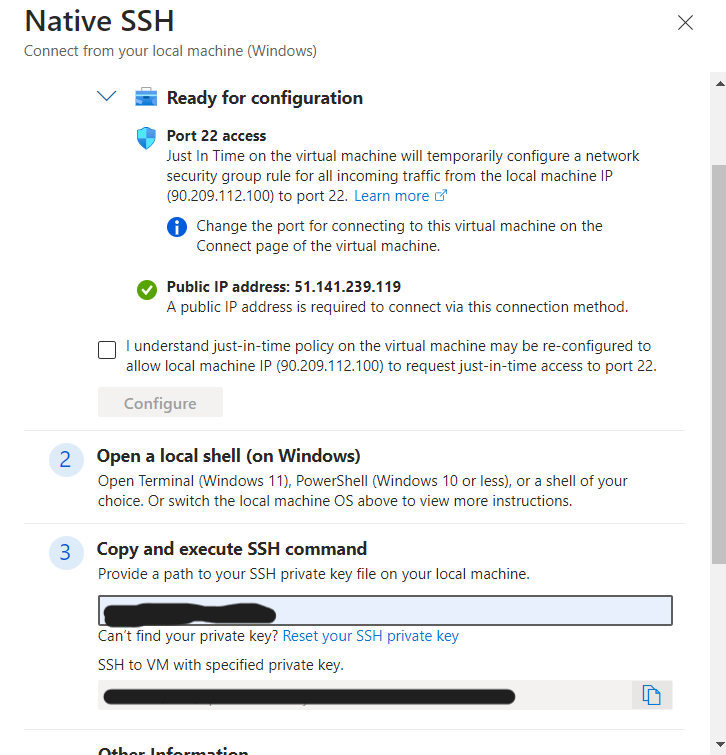 Native SSH
Connect from your local machine (Windows)
Ready for configuration
Port 22 access
Just In Time on the virtual machine will temporarily configure a network
security group rule for all incoming traffic from the local machine IP
(90.209.112.100) to port 22. Learn more
Change the port for connecting to this virtual machine on the
Connect page of the virtual machine.
Public IP address: 51.141.239.119
A public IP address is required to connect via this connection method.
I understand just-in-time policy on the virtual machine may be re-configured to
allow local machine IP (90.209.112.100) to request just-in-time access to port 22.
Configure
2
Open a local shell (on Windows)
Open Terminal (Windows 11), PowerShell (Windows 10 or less), or a shell of your
choice. Or switch the local machine OS above to view more instructions.
3
Copy and execute SSH command
Provide a path to your SSH private key file on your local machine.
Can't find your private key? Reset your SSH private key
SSH to VM with specified private key.
Other Information